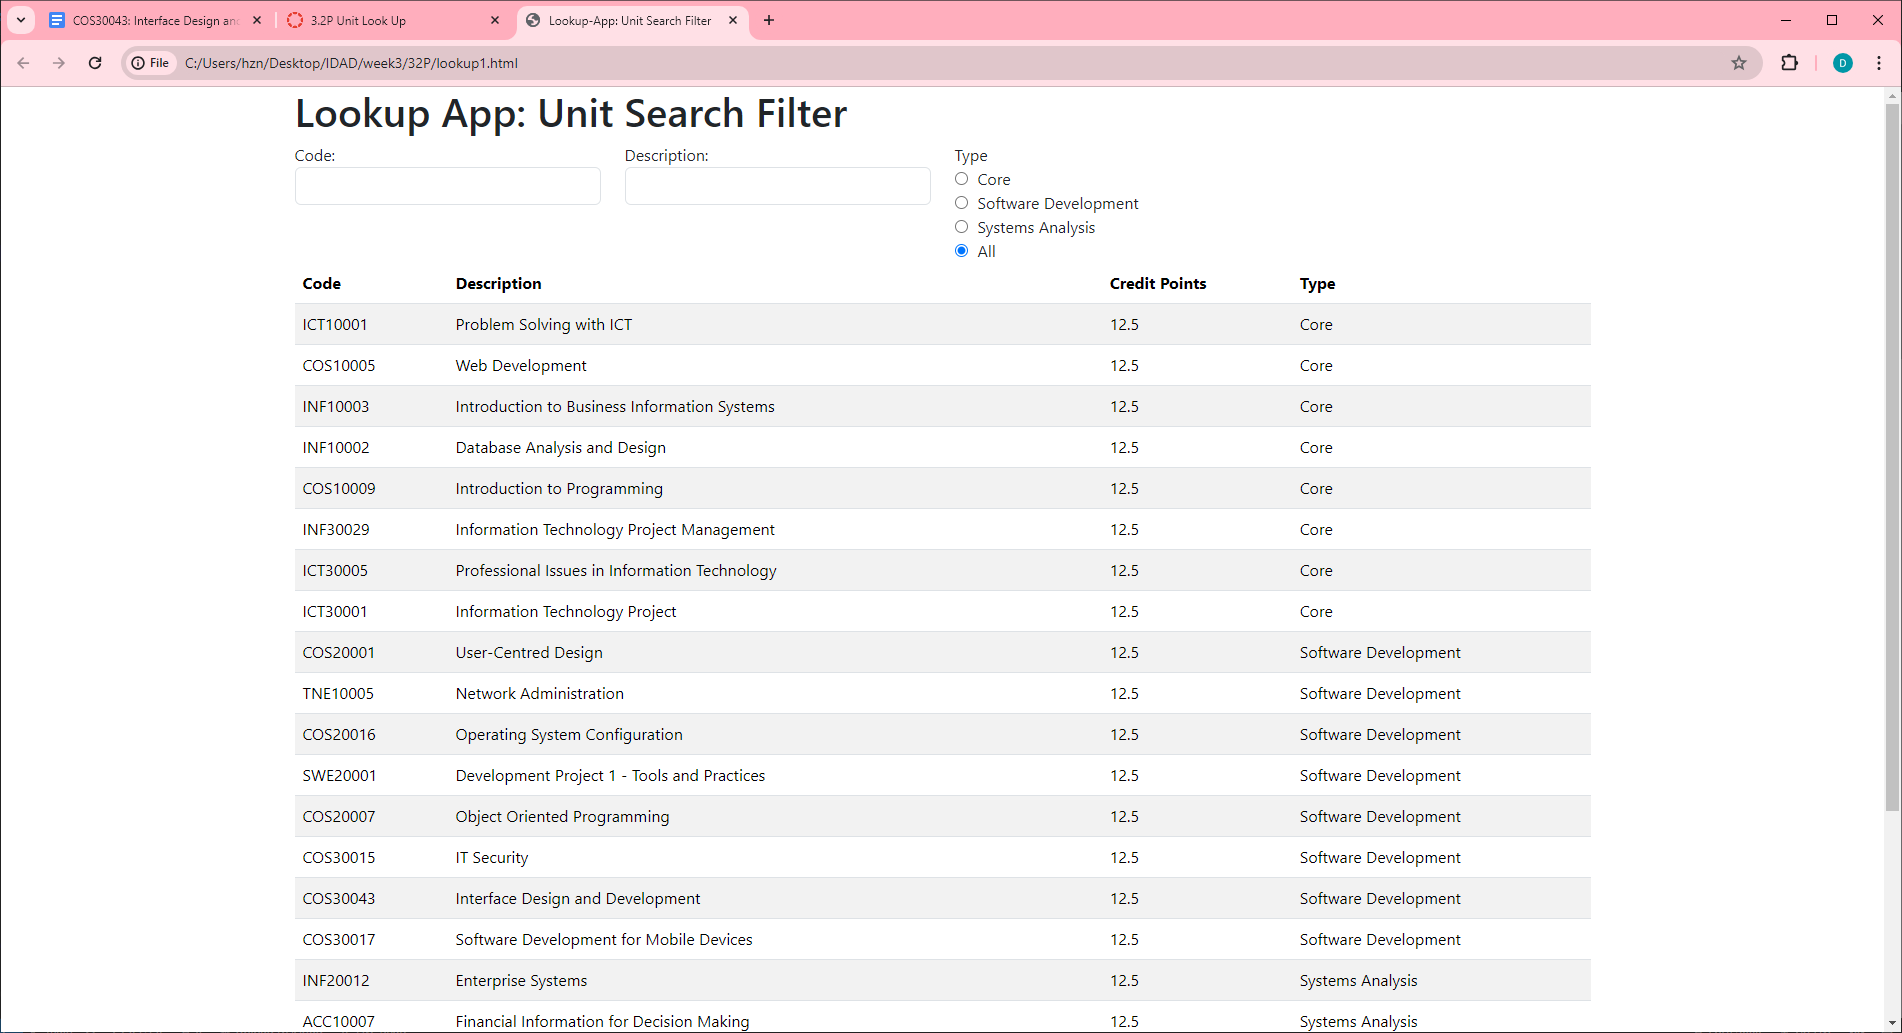 COS30043: Interface Design and
3.2P Unit Look Up
Lookup-App: Unit Search Filter
File
C:/Users/hzn/Desktop/IDAD/week3/32P/lookup1.html
D
Lookup App: Unit Search Filter
Code:
Description:
Type
Core
Software Development
Systems Analysis
All
Code Description Credit Points Type
ICT10001 Problem Solving with ICT 12.5 Core
COS10005 Web Development 12.5 Core
INF10003 Introduction to Business Information Systems 12.5 Core
INF10002 Database Analysis and Design 12.5 Core
COS10009 Introduction to Programming 12.5 Core
INF30029 Information Technology Project Management 12.5 Core
ICT30005 Professional Issues in Information Technology 12.5 Core
ICT30001 Information Technology Project 12.5 Core
COS20001 User-Centred Design 12.5 Software Development
TNE10005 Network Administration 12.5 Software Development
COS20016 Operating System Configuration 12.5 Software Development
SWE20001 Development Project 1 - Tools and Practices 12.5 Software Development
COS20007 Object Oriented Programming 12.5 Software Development
COS30015 IT Security 12.5 Software Development
COS30043 Interface Design and Development 12.5 Software Development
COS30017 Software Development for Mobile Devices 12.5 Software Development
INF20012 Enterprise Systems 12.5 Systems Analysis
ACC10007 Financial Information for Decision Making 12.5 Systems Analysis